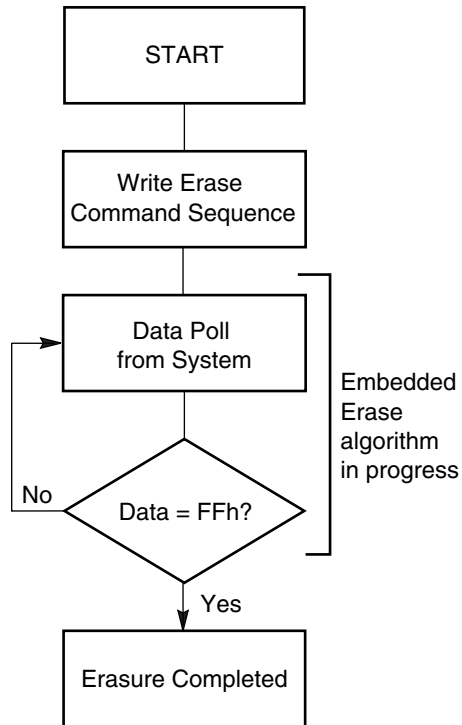 START
Write Erase
Command Sequence
Data Poll
from System
Embedded
Erase
algorithm
in progress
No
Data = FFh?
Yes
Erasure Completed